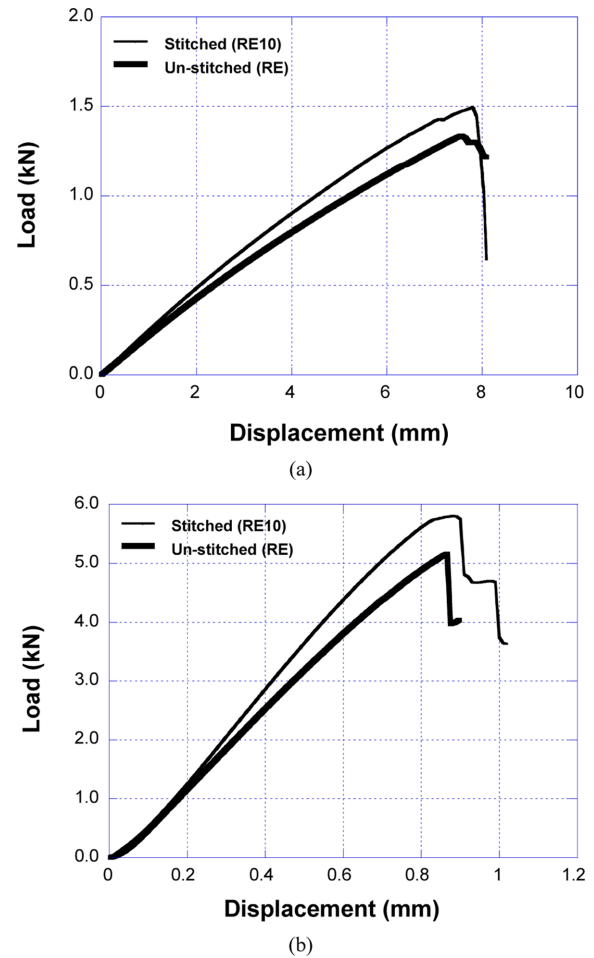 2.0
Stitched (RE10)
Un-stitched (RE)
1.5
1.0
0.5
0.0
Load (kN)
0 2 4 6 8 10
Displacement (mm)
(a)
6.0
Stitched (RE10)
Un-stitched (RE)
5.0
4.0
3.0
2.0
1.0
0.0
Load (kN)
0 0.2 0.4 0.6 0.8 1 1.2
Displacement (mm)
(b)